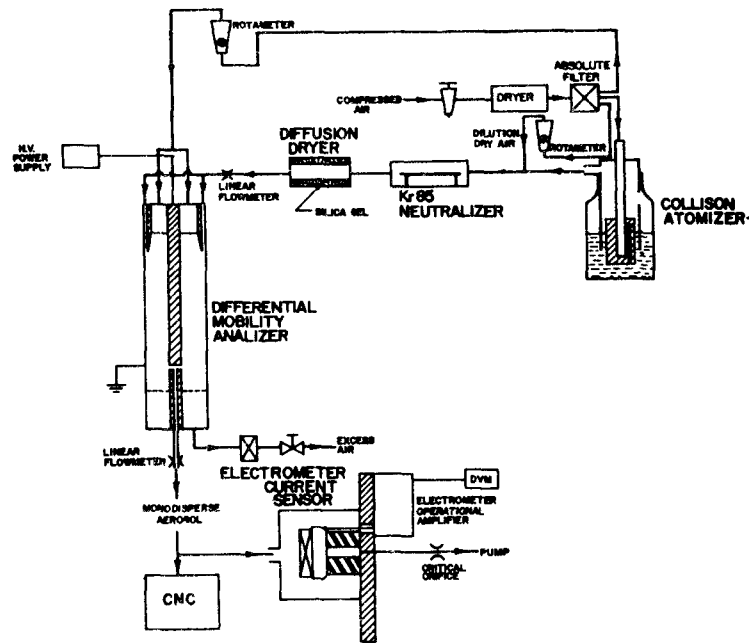 ROTAMETER
ABSOLUTE
FILTER
COMPRESSED
AIR
DRYER
DILUTION
DRY AIR
ROTAMETER
H.V.
POWER
SUPPLY
DIFFUSION
DRYER
LINEAR
FLOWMETER
SILICA GEL
Kr 85
NEUTRALIZER
COLLISON
ATOMIZER
DIFFERENTIAL
MOBILITY
ANALIZER
LINEAR
FLOWMETER
EXCESS
AIR
ELECTROMETER
CURRENT
SENSOR
DVM
ELECTROMETER
OPERATIONAL
AMPLIFIER
MONODISPERSE
AEROSOL
PUMP
CRITICAL
ORIFICE
CNC